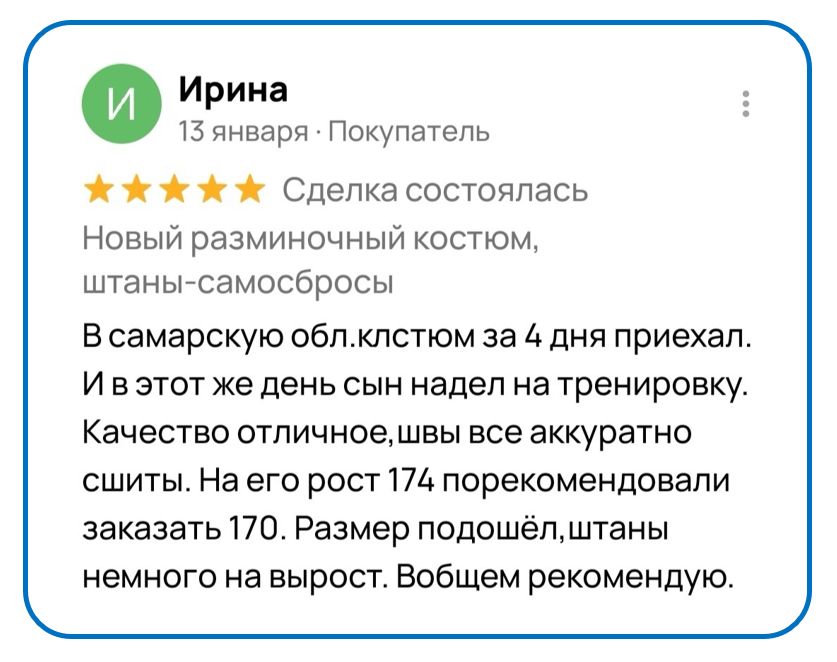 И
Ирина
13 января · Покупатель
Сделка состоялась
Новый разминочный костюм,
штаны-самосбросы
В самарскую обл.клстюм за 4 дня приехал.
И в этот же день сын надел на тренировку.
Качество отличное,швы все аккуратно
сшиты. На его рост 174 порекомендовали
заказать 170. Размер подошёл,штаны
немного на вырост. Вобщем рекомендую.